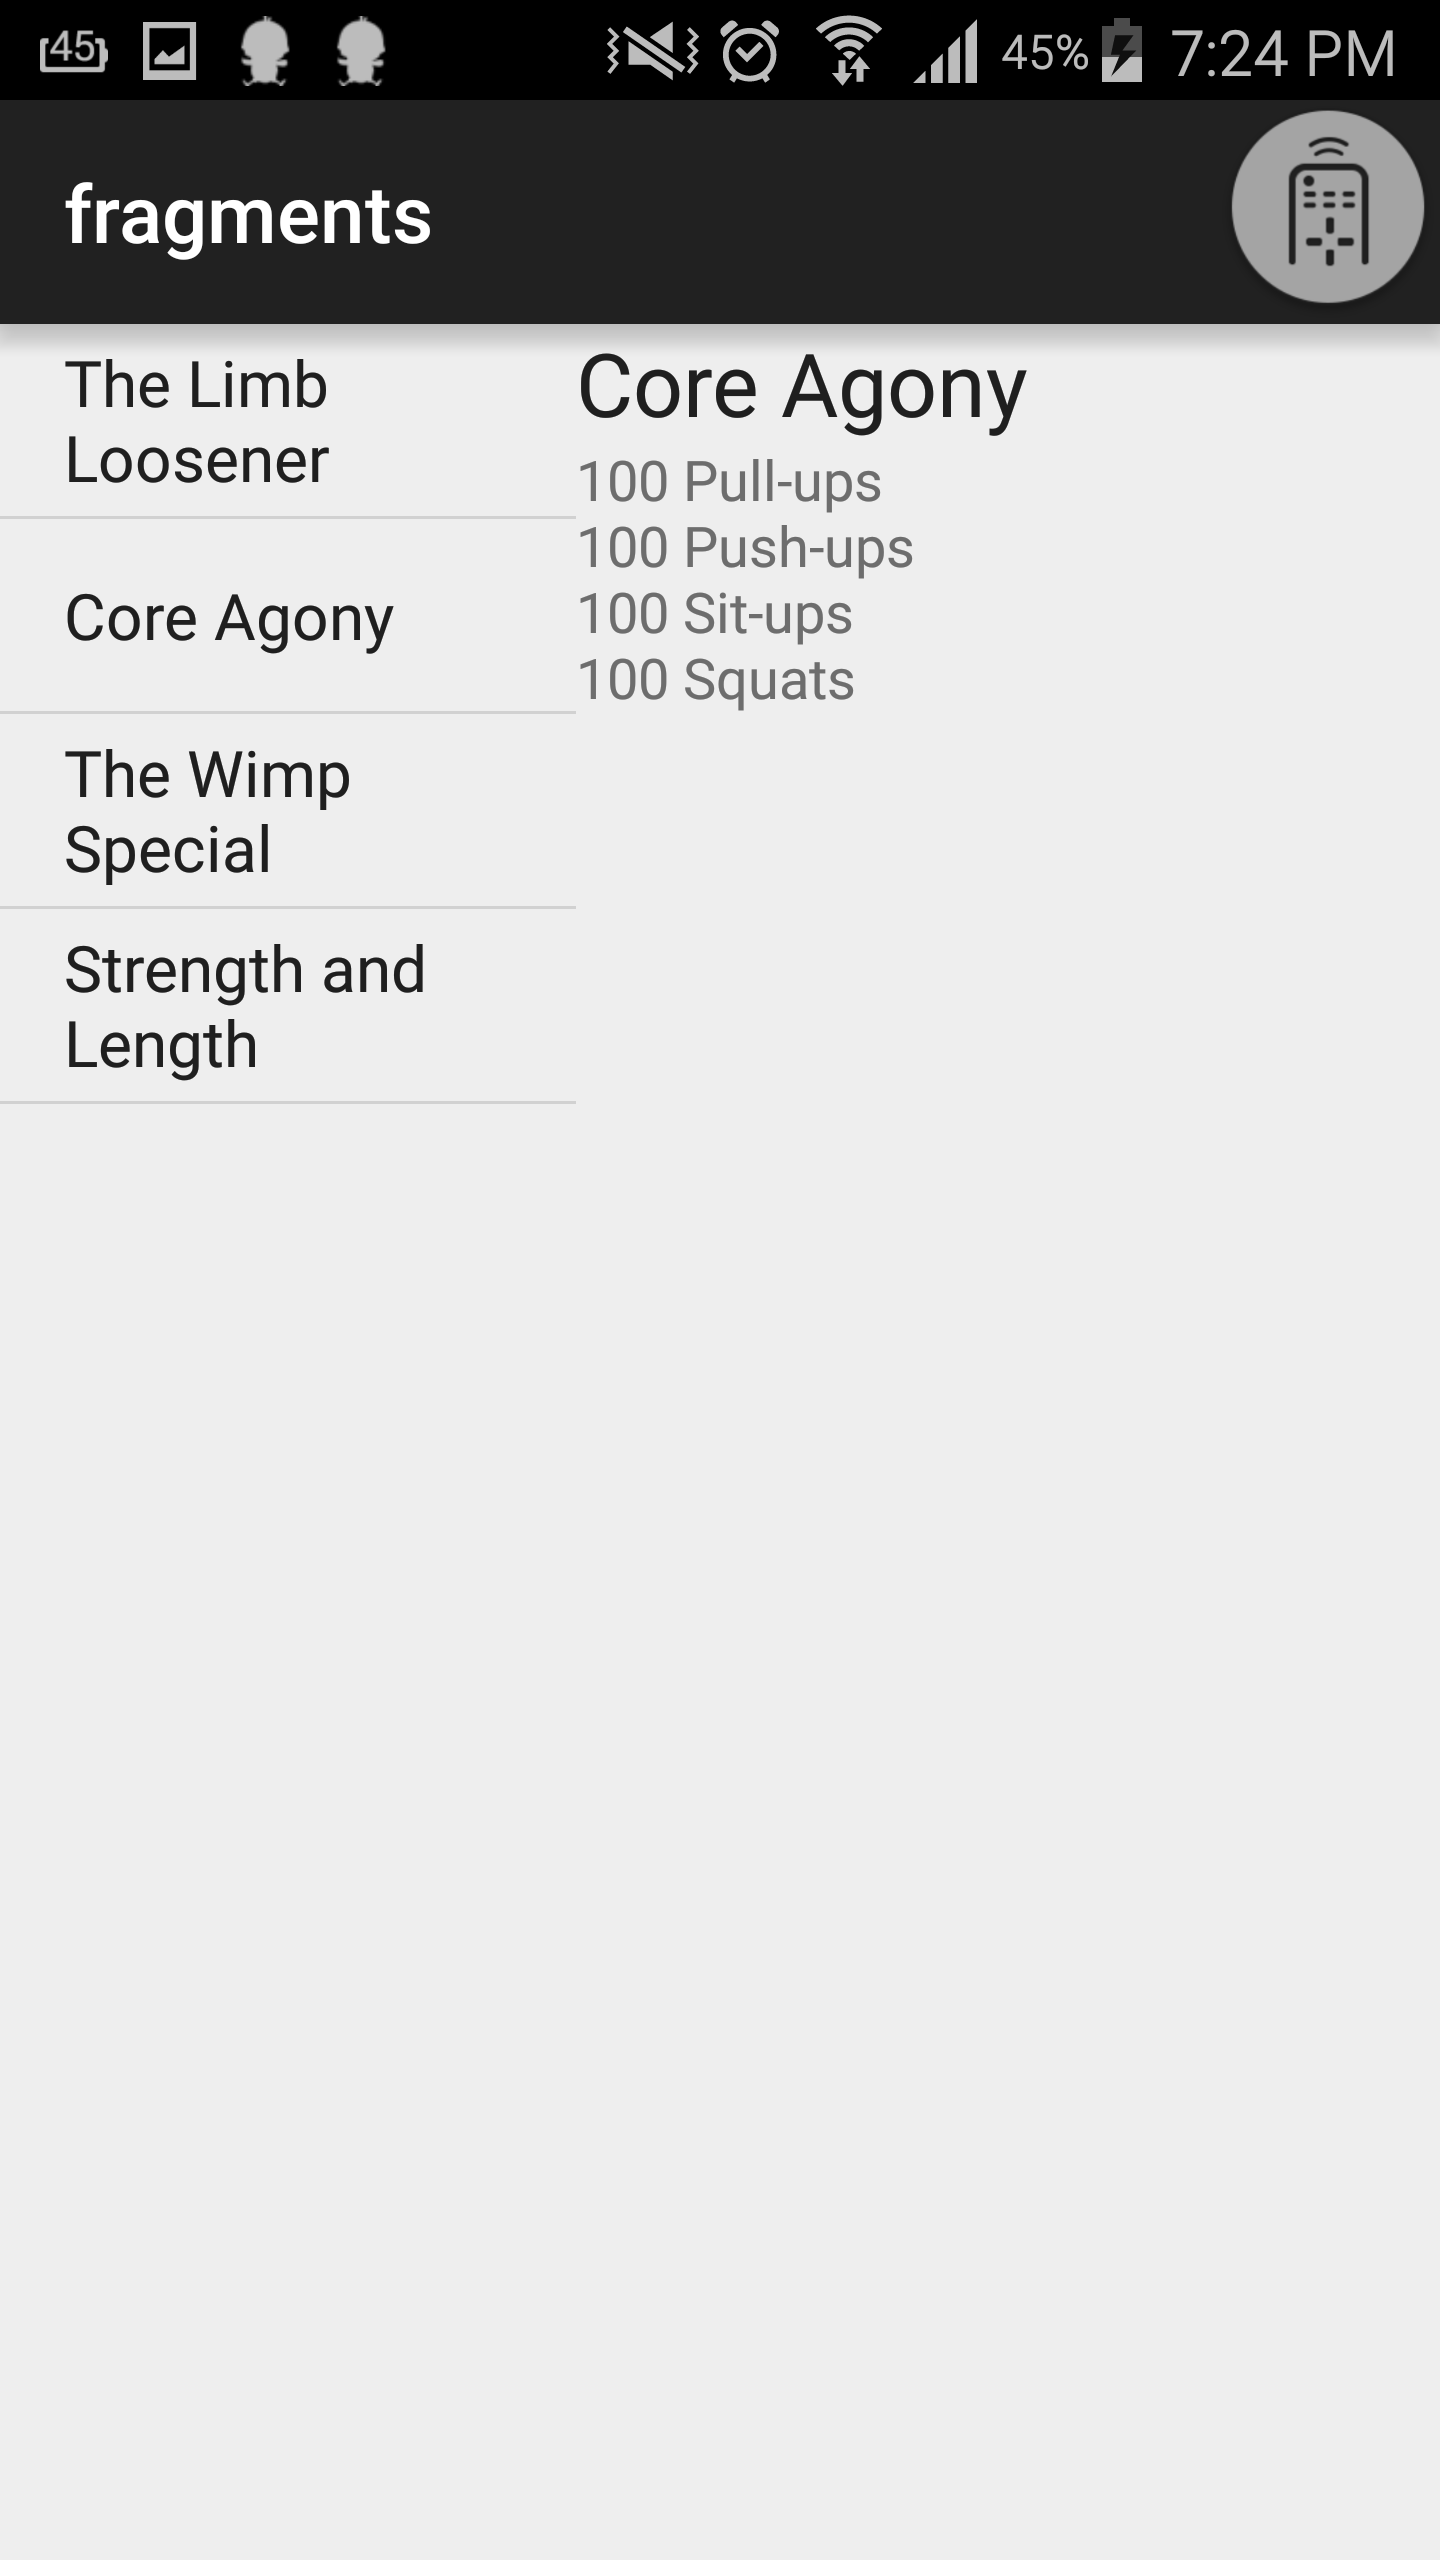 45
45% 7:24 PM
fragments
The Limb
Loosener
Core Agony
The Wimp
Special
Strength and
Length
Core Agony
100 Pull-ups
100 Push-ups
100 Sit-ups
100 Squats